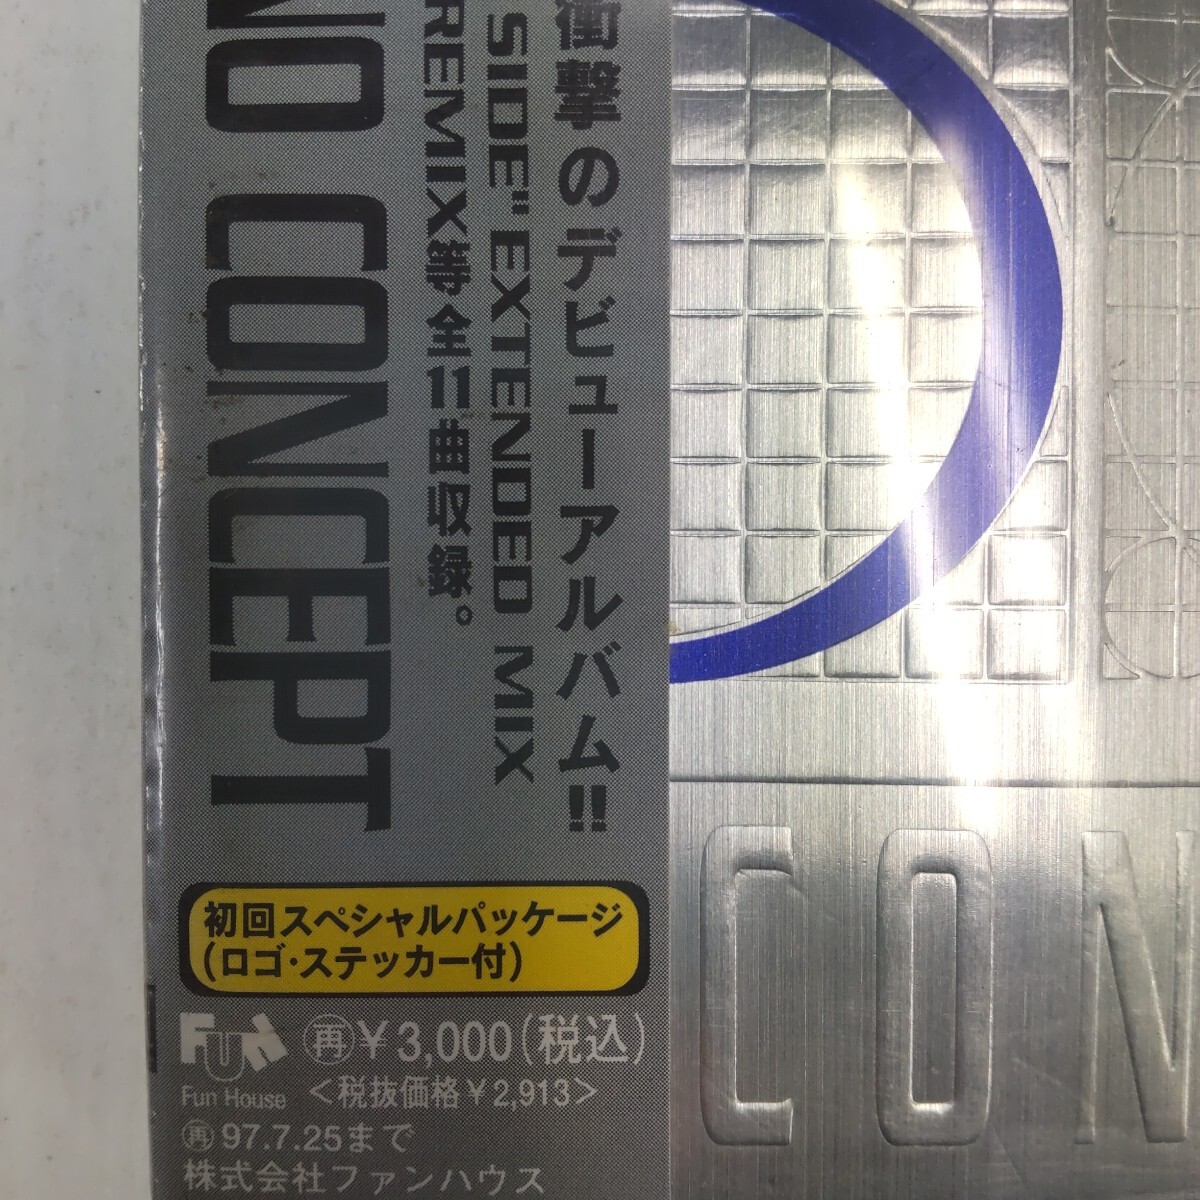 衝撃のデビューアルバム!!
SIDE" EXTENDED MIX
REMIX等全11曲収録。
NO CONCEPT
初回スペシャルパッケージ
(ロゴ・ステッカー付)
Fun
Fun House
再¥3,000(税込)
<税抜価格¥2,913>
再97.7.25まで
株式会社ファンハウス
CON